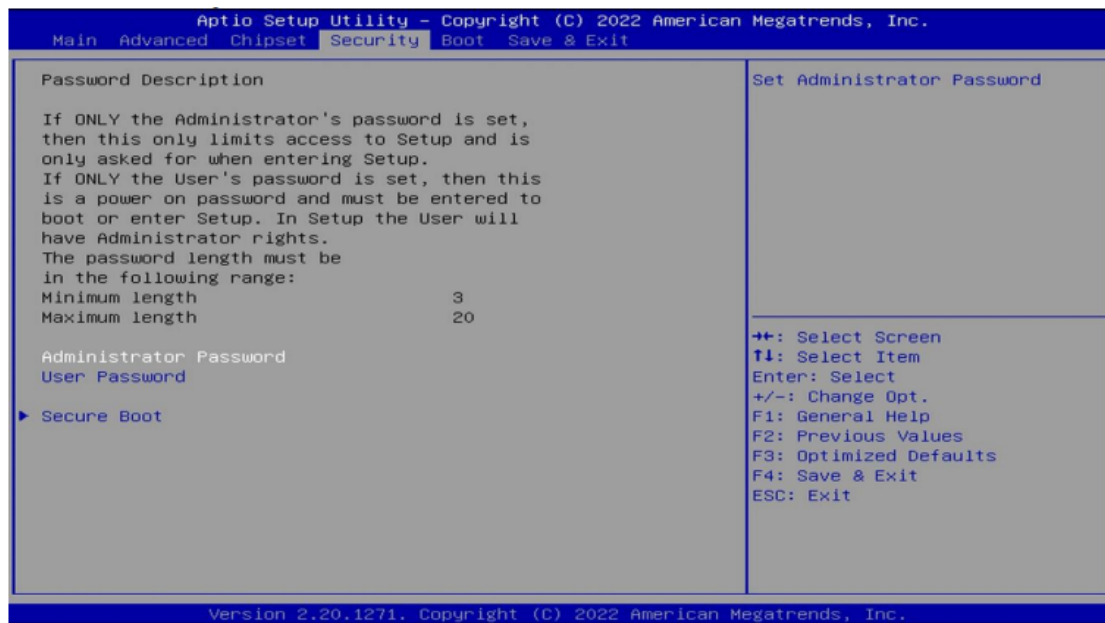 Aptio Setup Utility – Copyright (C) 2022 American Megatrends, Inc.
Main Advanced Chipset Security Boot Save & Exit
Password Description
If ONLY the Administrator's password is set,
then this only limits access to Setup and is
only asked for when entering Setup.
If ONLY the User's password is set, then this
is a power on password and must be entered to
boot or enter Setup. In Setup the User will
have Administrator rights.
The password length must be
in the following range:
Minimum length 3
Maximum length 20
Administrator Password
User Password
► Secure Boot
Set Administrator Password
→←: Select Screen
↑↓: Select Item
Enter: Select
+/-: Change Opt.
F1: General Help
F2: Previous Values
F3: Optimized Defaults
F4: Save & Exit
ESC: Exit
Version 2.20.1271. Copyright (C) 2022 American Megatrends, Inc.